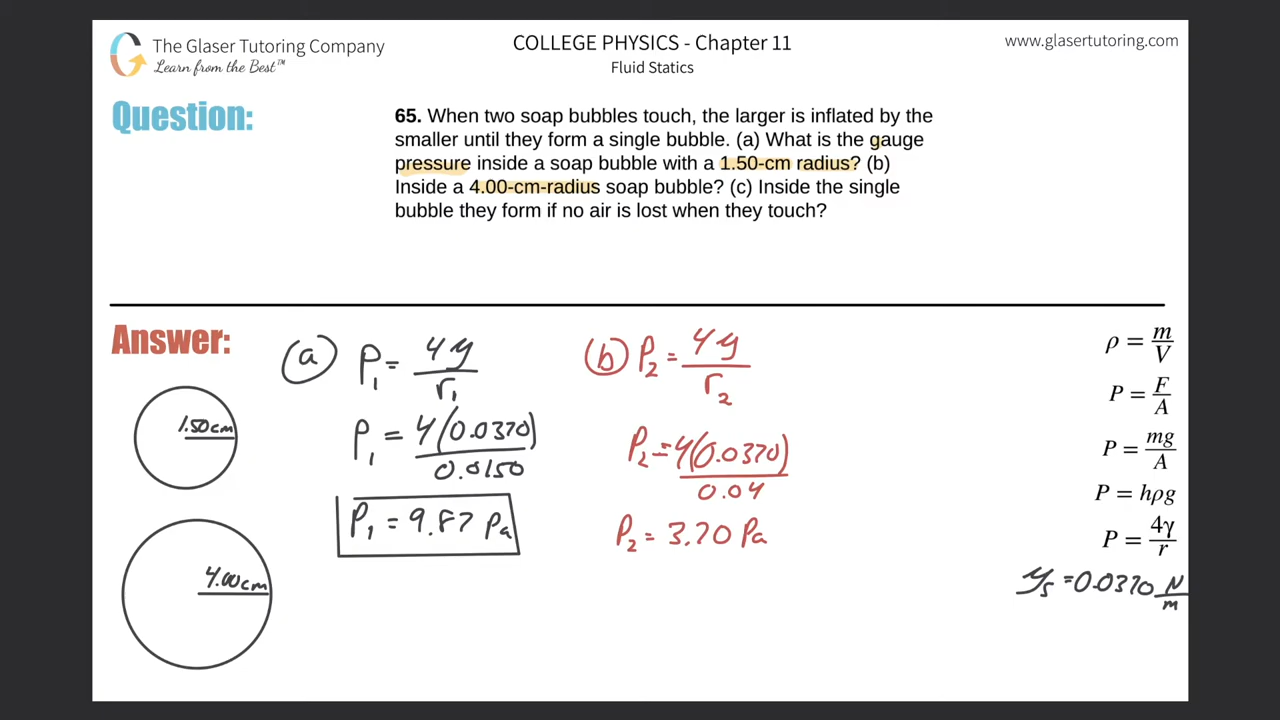 The Glaser Tutoring Company
Learn from the Best™
COLLEGE PHYSICS - Chapter 11
Fluid Statics
www.glasertutoring.com
Question:
65. When two soap bubbles touch, the larger is inflated by the
smaller until they form a single bubble. (a) What is the gauge
pressure inside a soap bubble with a 1.50-cm radius? (b)
Inside a 4.00-cm-radius soap bubble? (c) Inside the single
bubble they form if no air is lost when they touch?
Answer:
1.50cm
4.00cm
(a) P₁ = 4γ/r₁
P₁ = 4(0.0370)/0.0150
P₁ = 9.87 Pa
(b) P₂ = 4γ/r₂
P₂ = 4(0.0370)/0.04
P₂ = 3.70 Pa
ρ = m/V
P = F/A
P = mg/A
P = hρg
P = 4γ/r
γₛ = 0.0370 N/m